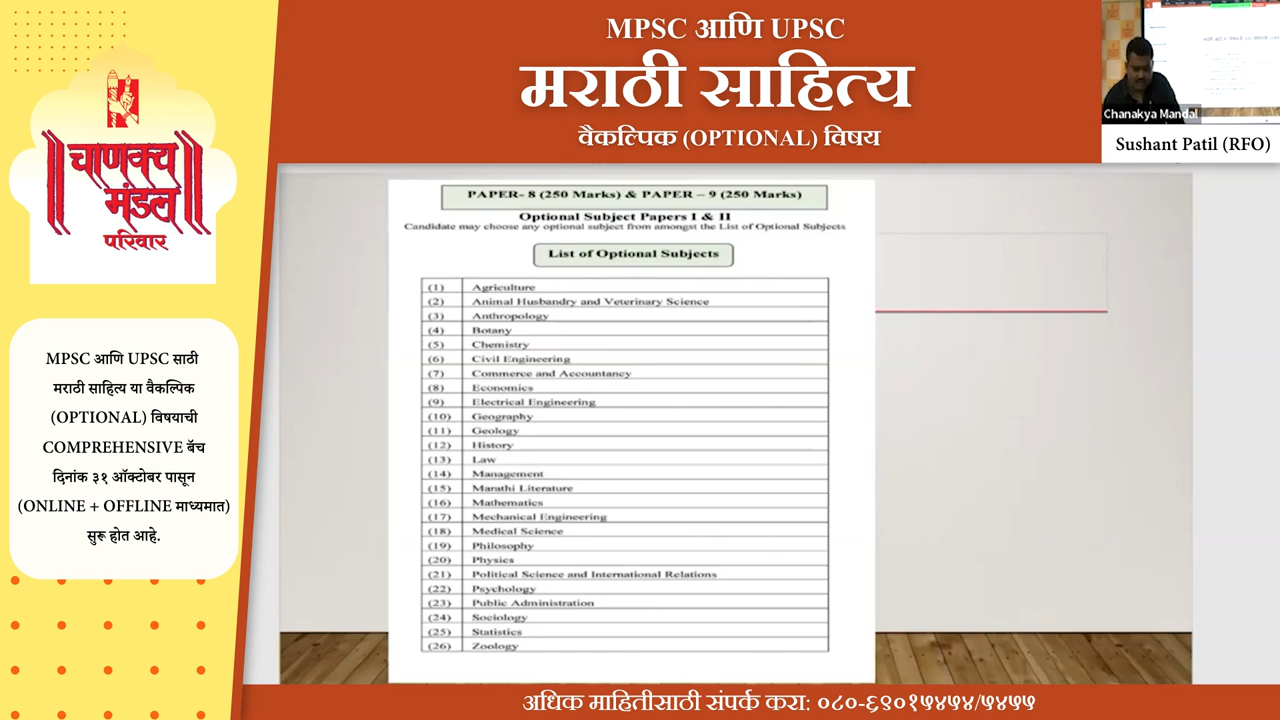 MPSC आणि UPSC
मराठी साहित्य
वैकल्पिक (OPTIONAL) विषय
Chanakya Mandal
Sushant Patil (RFO)
चाणक्य
मंडल
परिवार
MPSC आणि UPSC साठी
मराठी साहित्य या वैकल्पिक
(OPTIONAL) विषयाची
COMPREHENSIVE बॅच
दिनांक ३१ ऑक्टोबर पासून
(ONLINE + OFFLINE माध्यमात)
सुरू होत आहे.
PAPER- 8 (250 Marks) & PAPER – 9 (250 Marks)
Optional Subject Papers I & II
Candidate may choose any optional subject from amongst the List of Optional Subjects
List of Optional Subjects
(1) Agriculture
(2) Animal Husbandry and Veterinary Science
(3) Anthropology
(4) Botany
(5) Chemistry
(6) Civil Engineering
(7) Commerce and Accountancy
(8) Economics
(9) Electrical Engineering
(10) Geography
(11) Geology
(12) History
(13) Law
(14) Management
(15) Marathi Literature
(16) Mathematics
(17) Mechanical Engineering
(18) Medical Science
(19) Philosophy
(20) Physics
(21) Political Science and International Relations
(22) Psychology
(23) Public Administration
(24) Sociology
(25) Statistics
(26) Zoology
अधिक माहितीसाठी संपर्क करा: ०८०-६९०१५४५४/५४५५